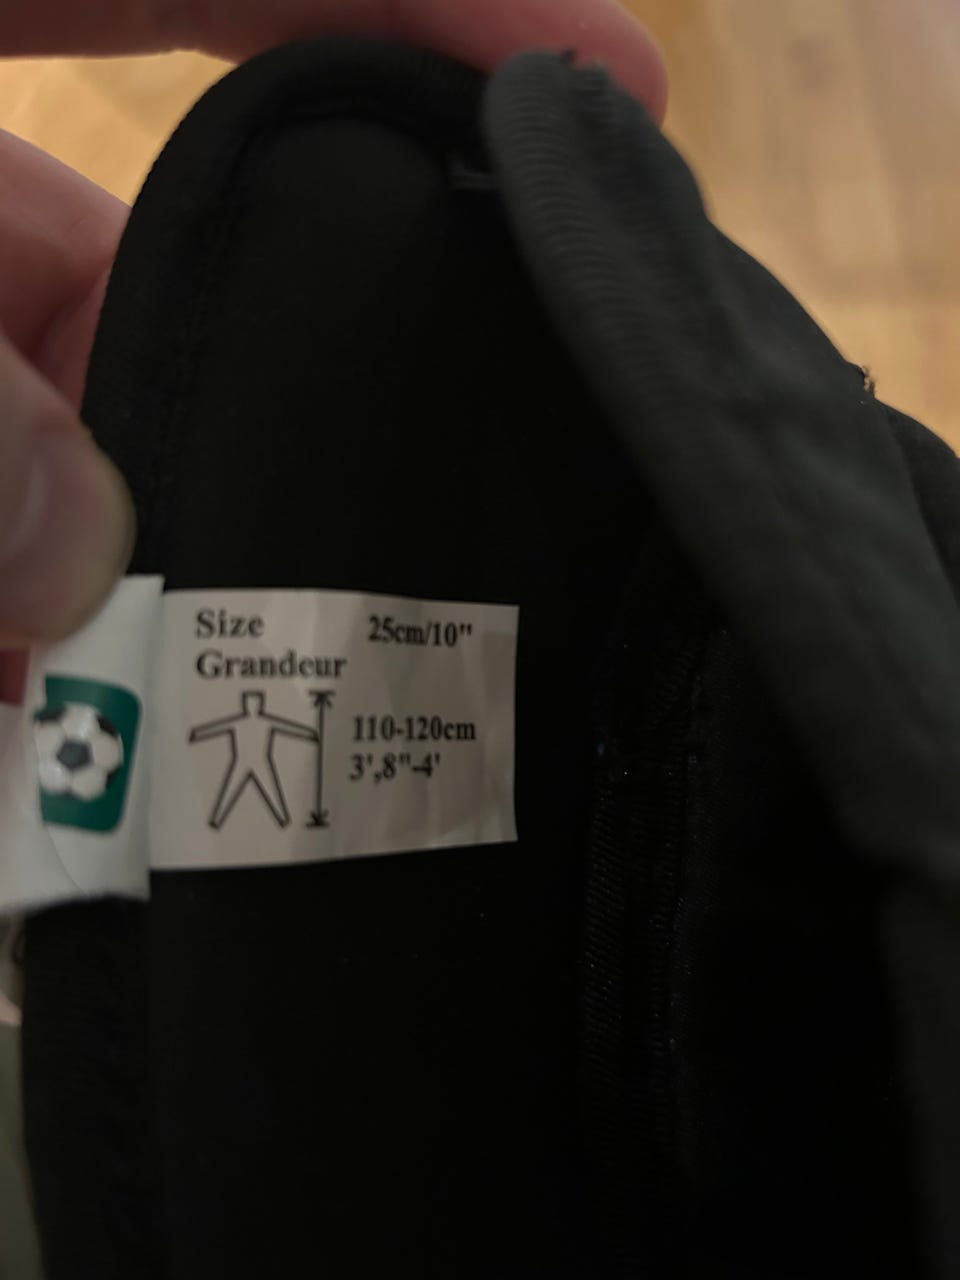 Size 25cm/10"
Grandeur
110-120cm
3',8"-4'